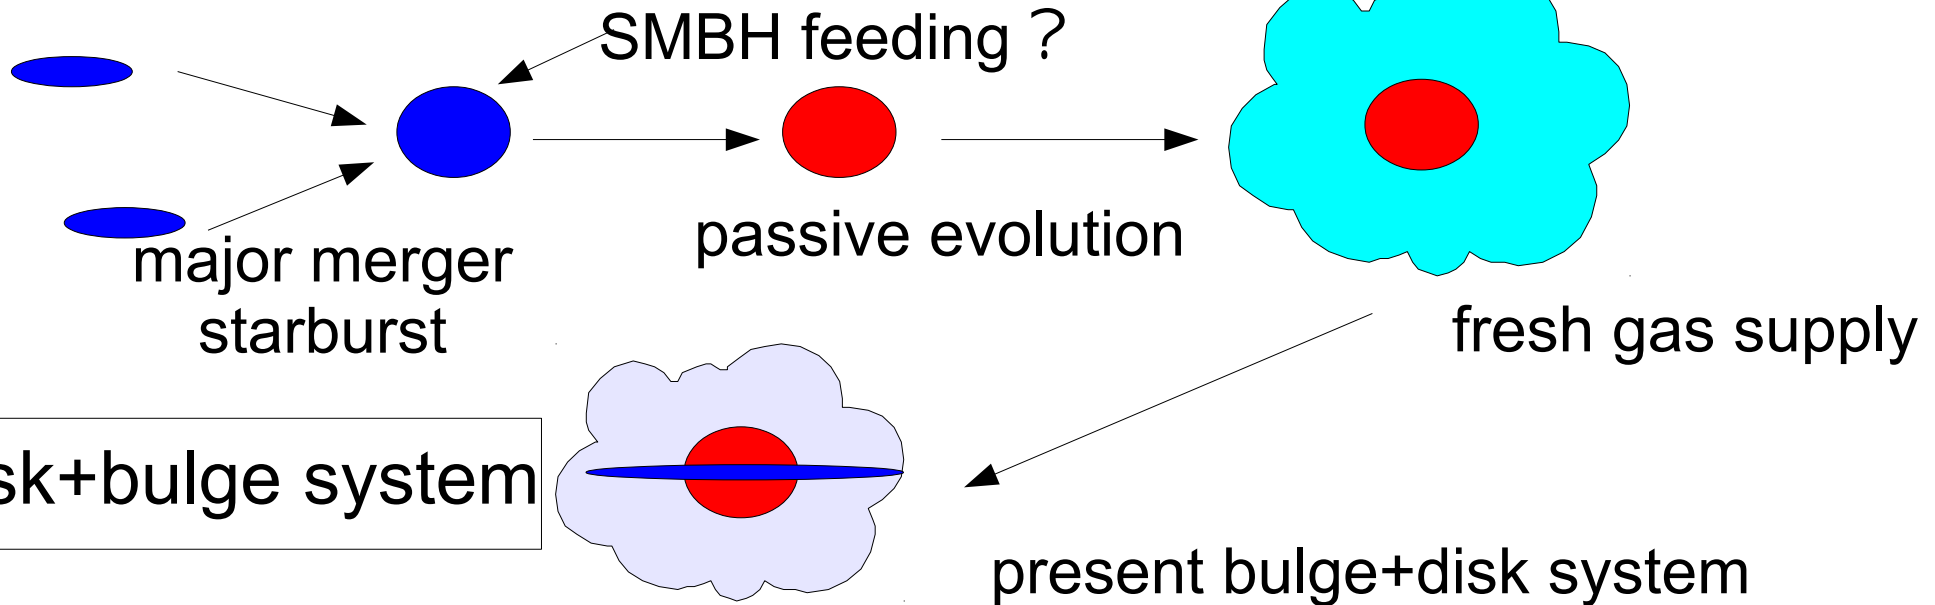 SMBH feeding ?
passive evolution
major merger
starburst
fresh gas supply
sk+bulge system
present bulge+disk system